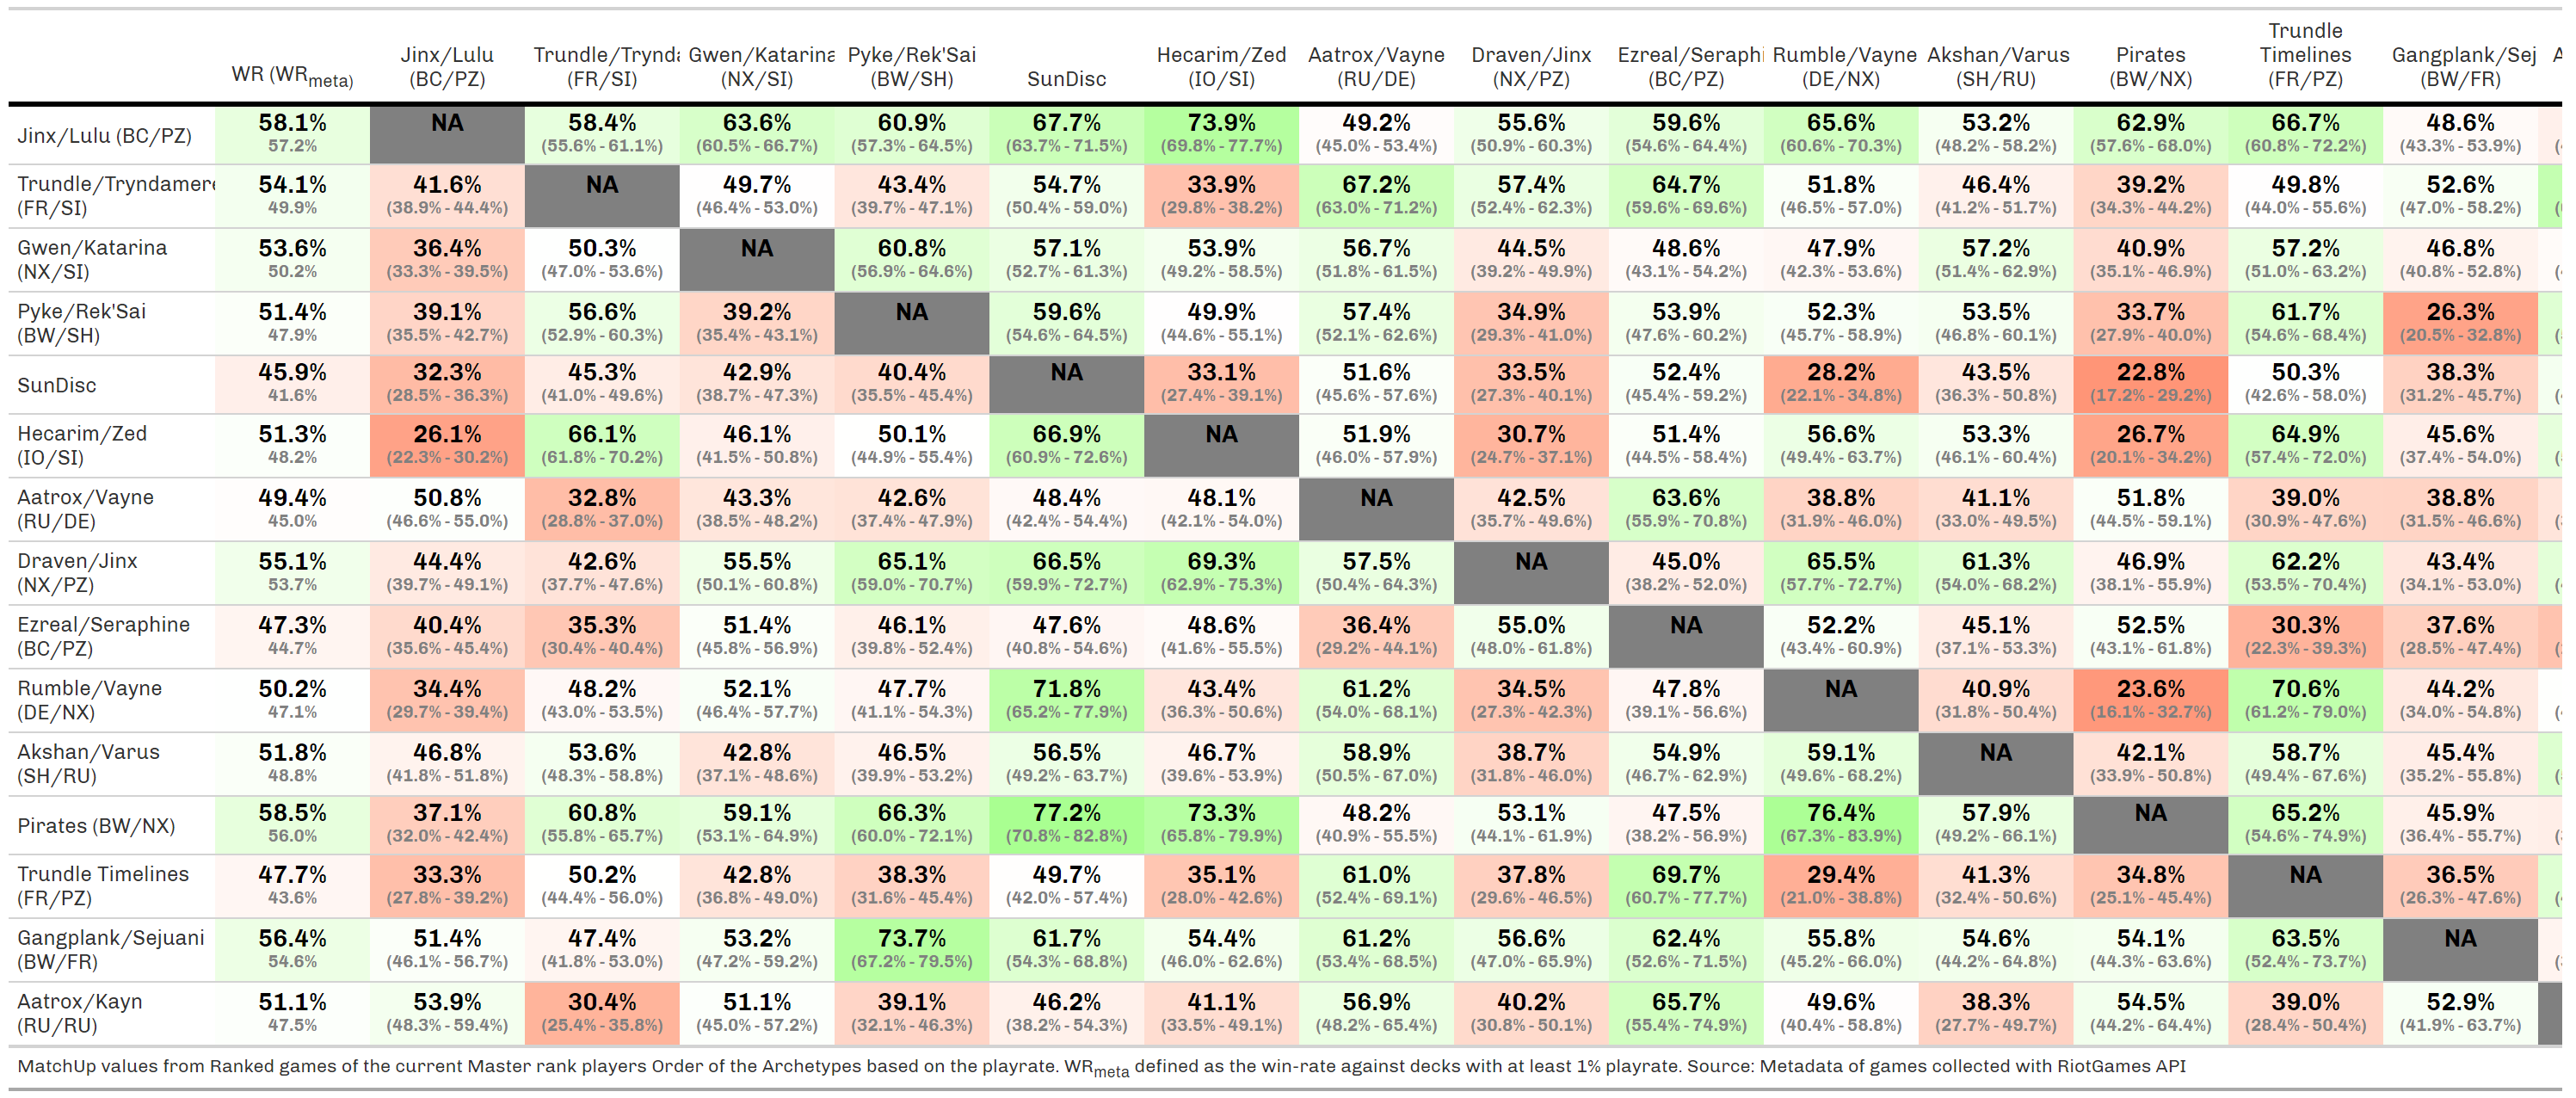 WR (WRmeta) Jinx/Lulu (BC/PZ) Trundle/Trynda (FR/SI) Gwen/Katarina (NX/SI) Pyke/Rek'Sai (BW/SH) SunDisc Hecarim/Zed (IO/SI) Aatrox/Vayne (RU/DE) Draven/Jinx (NX/PZ) Ezreal/Seraphi (BC/PZ) Rumble/Vayne (DE/NX) Akshan/Varus (SH/RU) Pirates (BW/NX) Trundle Timelines (FR/PZ) Gangplank/Sej (BW/FR)
Jinx/Lulu (BC/PZ) 58.1% NA 58.4% 63.6% 60.9% 67.7% 73.9% 49.2% 55.6% 59.6% 65.6% 53.2% 62.9% 66.7% 48.6%
57.2% (55.6% - 61.1%) (60.5% - 66.7%) (57.3% - 64.5%) (63.7% - 71.5%) (69.8% - 77.7%) (45.0% - 53.4%) (50.9% - 60.3%) (54.6% - 64.4%) (60.6% - 70.3%) (48.2% - 58.2%) (57.6% - 68.0%) (60.8% - 72.2%) (43.3% - 53.9%)
Trundle/Tryndamere 54.1% 41.6% NA 49.7% 43.4% 54.7% 33.9% 67.2% 57.4% 64.7% 51.8% 46.4% 39.2% 49.8% 52.6%
(FR/SI) 49.9% (38.9% - 44.4%) (46.4% - 53.0%) (39.7% - 47.1%) (50.4% - 59.0%) (29.8% - 38.2%) (63.0% - 71.2%) (52.4% - 62.3%) (59.6% - 69.6%) (46.5% - 57.0%) (41.2% - 51.7%) (34.3% - 44.2%) (44.0% - 55.6%) (47.0% - 58.2%)
Gwen/Katarina 53.6% 36.4% 50.3% NA 60.8% 57.1% 53.9% 56.7% 44.5% 48.6% 47.9% 57.2% 40.9% 57.2% 46.8%
(NX/SI) 50.2% (33.3% - 39.5%) (47.0% - 53.6%) (56.9% - 64.6%) (52.7% - 61.3%) (49.2% - 58.5%) (51.8% - 61.5%) (39.2% - 49.9%) (43.1% - 54.2%) (42.3% - 53.6%) (51.4% - 62.9%) (35.1% - 46.9%) (51.0% - 63.2%) (40.8% - 52.8%)
Pyke/Rek'Sai 51.4% 39.1% 56.6% 39.2% NA 59.6% 49.9% 57.4% 34.9% 53.9% 52.3% 53.5% 33.7% 61.7% 26.3%
(BW/SH) 47.9% (35.5% - 42.7%) (52.9% - 60.3%) (35.4% - 43.1%) (54.6% - 64.5%) (44.6% - 55.1%) (52.1% - 62.6%) (29.3% - 41.0%) (47.6% - 60.2%) (45.7% - 58.9%) (46.8% - 60.1%) (27.9% - 40.0%) (54.6% - 68.4%) (20.5% - 32.8%)
SunDisc 45.9% 32.3% 45.3% 42.9% 40.4% NA 33.1% 51.6% 33.5% 52.4% 28.2% 43.5% 22.8% 50.3% 38.3%
41.6% (28.5% - 36.3%) (41.0% - 49.6%) (38.7% - 47.3%) (35.5% - 45.4%) (27.4% - 39.1%) (45.6% - 57.6%) (27.3% - 40.1%) (45.4% - 59.2%) (22.1% - 34.8%) (36.3% - 50.8%) (17.2% - 29.2%) (42.6% - 58.0%) (31.2% - 45.7%)
Hecarim/Zed 51.3% 26.1% 66.1% 46.1% 50.1% 66.9% NA 51.9% 30.7% 51.4% 56.6% 53.3% 26.7% 64.9% 45.6%
(IO/SI) 48.2% (22.3% - 30.2%) (61.8% - 70.2%) (41.5% - 50.8%) (44.9% - 55.4%) (60.9% - 72.6%) (46.0% - 57.9%) (24.7% - 37.1%) (44.5% - 58.4%) (49.4% - 63.7%) (46.1% - 60.4%) (20.1% - 34.2%) (57.4% - 72.0%) (37.4% - 54.0%)
Aatrox/Vayne 49.4% 50.8% 32.8% 43.3% 42.6% 48.4% 48.1% NA 42.5% 63.6% 38.8% 41.1% 51.8% 39.0% 38.8%
(RU/DE) 45.0% (46.6% - 55.0%) (28.8% - 37.0%) (38.5% - 48.2%) (37.4% - 47.9%) (42.4% - 54.4%) (42.1% - 54.0%) (35.7% - 49.6%) (55.9% - 70.8%) (31.9% - 46.0%) (33.0% - 49.5%) (44.5% - 59.1%) (30.9% - 47.6%) (31.5% - 46.6%)
Draven/Jinx 55.1% 44.4% 42.6% 55.5% 65.1% 66.5% 69.3% 57.5% NA 45.0% 65.5% 61.3% 46.9% 62.2% 43.4%
(NX/PZ) 53.7% (39.7% - 49.1%) (37.7% - 47.6%) (50.1% - 60.8%) (59.0% - 70.7%) (59.9% - 72.7%) (62.9% - 75.3%) (50.4% - 64.3%) (38.2% - 52.0%) (57.7% - 72.7%) (54.0% - 68.2%) (38.1% - 55.9%) (53.5% - 70.4%) (34.1% - 53.0%)
Ezreal/Seraphine 47.3% 40.4% 35.3% 51.4% 46.1% 47.6% 48.6% 36.4% 55.0% NA 52.2% 45.1% 52.5% 30.3% 37.6%
(BC/PZ) 44.7% (35.6% - 45.4%) (30.4% - 40.4%) (45.8% - 56.9%) (39.8% - 52.4%) (40.8% - 54.6%) (41.6% - 55.5%) (29.2% - 44.1%) (48.0% - 61.8%) (43.4% - 60.9%) (37.1% - 53.3%) (43.1% - 61.8%) (22.3% - 39.3%) (28.5% - 47.4%)
Rumble/Vayne 50.2% 34.4% 48.2% 52.1% 47.7% 71.8% 43.4% 61.2% 34.5% 47.8% NA 40.9% 23.6% 70.6% 44.2%
(DE/NX) 47.1% (29.7% - 39.4%) (43.0% - 53.5%) (46.4% - 57.7%) (41.1% - 54.3%) (65.2% - 77.9%) (36.3% - 50.6%) (54.0% - 68.1%) (27.3% - 42.3%) (39.1% - 56.6%) (31.8% - 50.4%) (16.1% - 32.7%) (61.2% - 79.0%) (34.0% - 54.8%)
Akshan/Varus 51.8% 46.8% 53.6% 42.8% 46.5% 56.5% 46.7% 58.9% 38.7% 54.9% 59.1% NA 42.1% 58.7% 45.4%
(SH/RU) 48.8% (41.8% - 51.8%) (48.3% - 58.8%) (37.1% - 48.6%) (39.9% - 53.2%) (49.2% - 63.7%) (39.6% - 53.9%) (50.5% - 67.0%) (31.8% - 46.0%) (46.7% - 62.9%) (49.6% - 68.2%) (33.9% - 50.8%) (49.4% - 67.6%) (35.2% - 55.8%)
Pirates (BW/NX) 58.5% 37.1% 60.8% 59.1% 66.3% 77.2% 73.3% 48.2% 53.1% 47.5% 76.4% 57.9% NA 65.2% 45.9%
56.0% (32.0% - 42.4%) (55.8% - 65.7%) (53.1% - 64.9%) (60.0% - 72.1%) (70.8% - 82.8%) (65.8% - 79.9%) (40.9% - 55.5%) (44.1% - 61.9%) (38.2% - 56.9%) (67.3% - 83.9%) (49.2% - 66.1%) (54.6% - 74.9%) (36.4% - 55.7%)
Trundle Timelines 47.7% 33.3% 50.2% 42.8% 38.3% 49.7% 35.1% 61.0% 37.8% 69.7% 29.4% 41.3% 34.8% NA 36.5%
(FR/PZ) 43.6% (27.8% - 39.2%) (44.4% - 56.0%) (36.8% - 49.0%) (31.6% - 45.4%) (42.0% - 57.4%) (28.0% - 42.6%) (52.4% - 69.1%) (29.6% - 46.5%) (60.7% - 77.7%) (21.0% - 38.8%) (32.4% - 50.6%) (25.1% - 45.4%) (26.3% - 47.6%)
Gangplank/Sejuani 56.4% 51.4% 47.4% 53.2% 73.7% 61.7% 54.4% 61.2% 56.6% 62.4% 55.8% 54.6% 54.1% 63.5% NA
(BW/FR) 54.6% (46.1% - 56.7%) (41.8% - 53.0%) (47.2% - 59.2%) (67.2% - 79.5%) (54.3% - 68.8%) (46.0% - 62.6%) (53.4% - 68.5%) (47.0% - 65.9%) (52.6% - 71.5%) (45.2% - 66.0%) (44.2% - 64.8%) (44.3% - 63.6%) (52.4% - 73.7%)
Aatrox/Kayn 51.1% 53.9% 30.4% 51.1% 39.1% 46.2% 41.1% 56.9% 40.2% 65.7% 49.6% 38.3% 54.5% 39.0% 52.9%
(RU/RU) 47.5% (48.3% - 59.4%) (25.4% - 35.8%) (45.0% - 57.2%) (32.1% - 46.3%) (38.2% - 54.3%) (33.5% - 49.1%) (48.2% - 65.4%) (30.8% - 50.1%) (55.4% - 74.9%) (40.4% - 58.8%) (27.7% - 49.7%) (44.2% - 64.4%) (28.4% - 50.4%) (41.9% - 63.7%)
MatchUp values from Ranked games of the current Master rank players Order of the Archetypes based on the playrate. WRmeta defined as the win-rate against decks with at least 1% playrate. Source: Metadata of games collected with RiotGames API